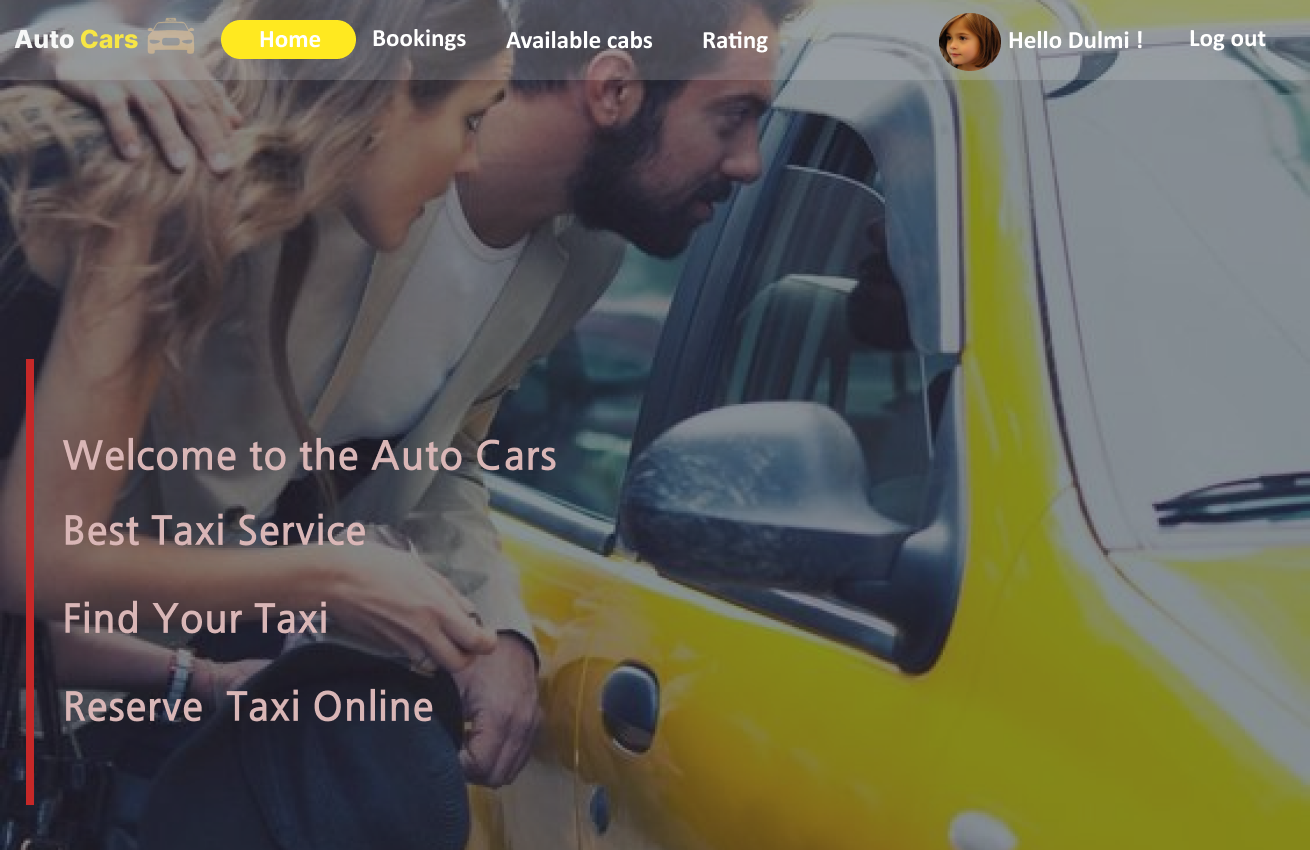 Auto Cars Home Bookings Available cabs Rating Hello Dulmi ! Log out
Welcome to the Auto Cars
Best Taxi Service
Find Your Taxi
Reserve Taxi Online